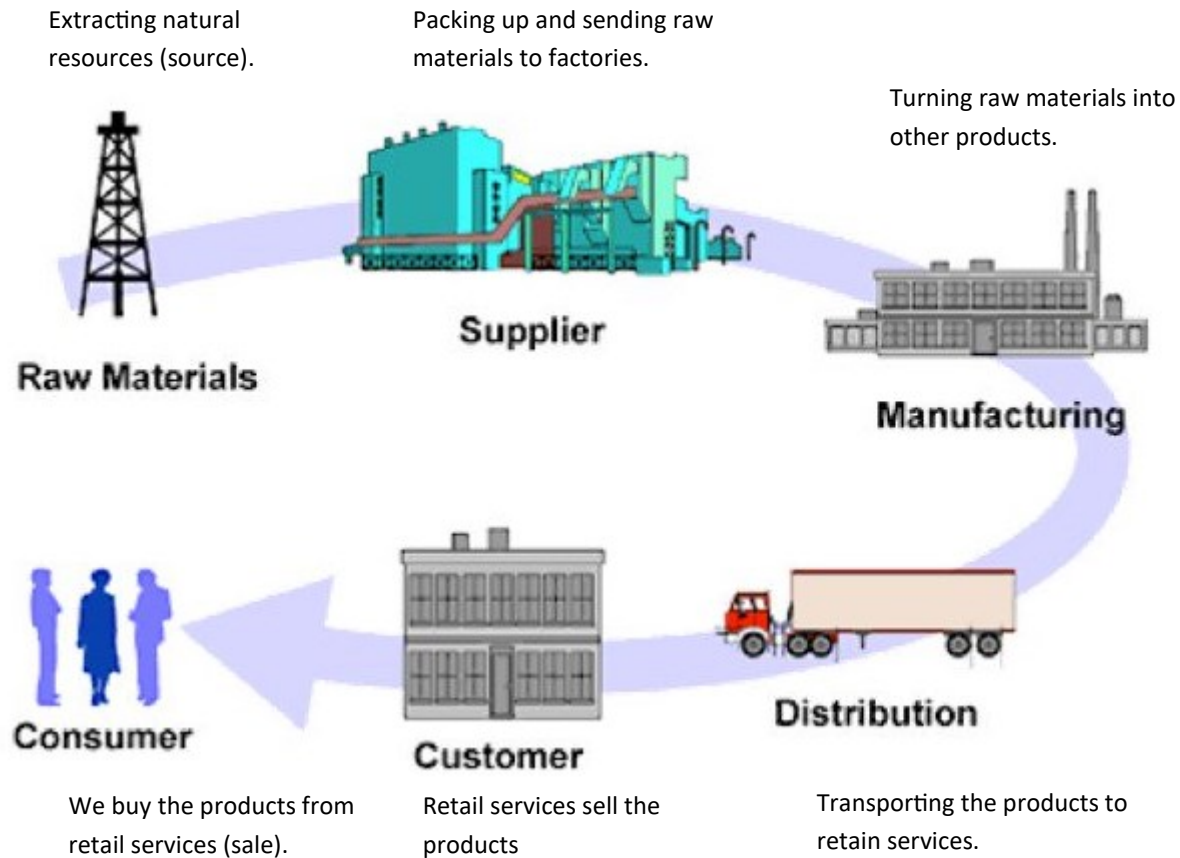 Extracting natural
resources (source).
Packing up and sending raw
materials to factories.
Turning raw materials into
other products.
Raw Materials
Supplier
Manufacturing
Consumer
Customer
Distribution
We buy the products from
retail services (sale).
Retail services sell the
products
Transporting the products to
retain services.